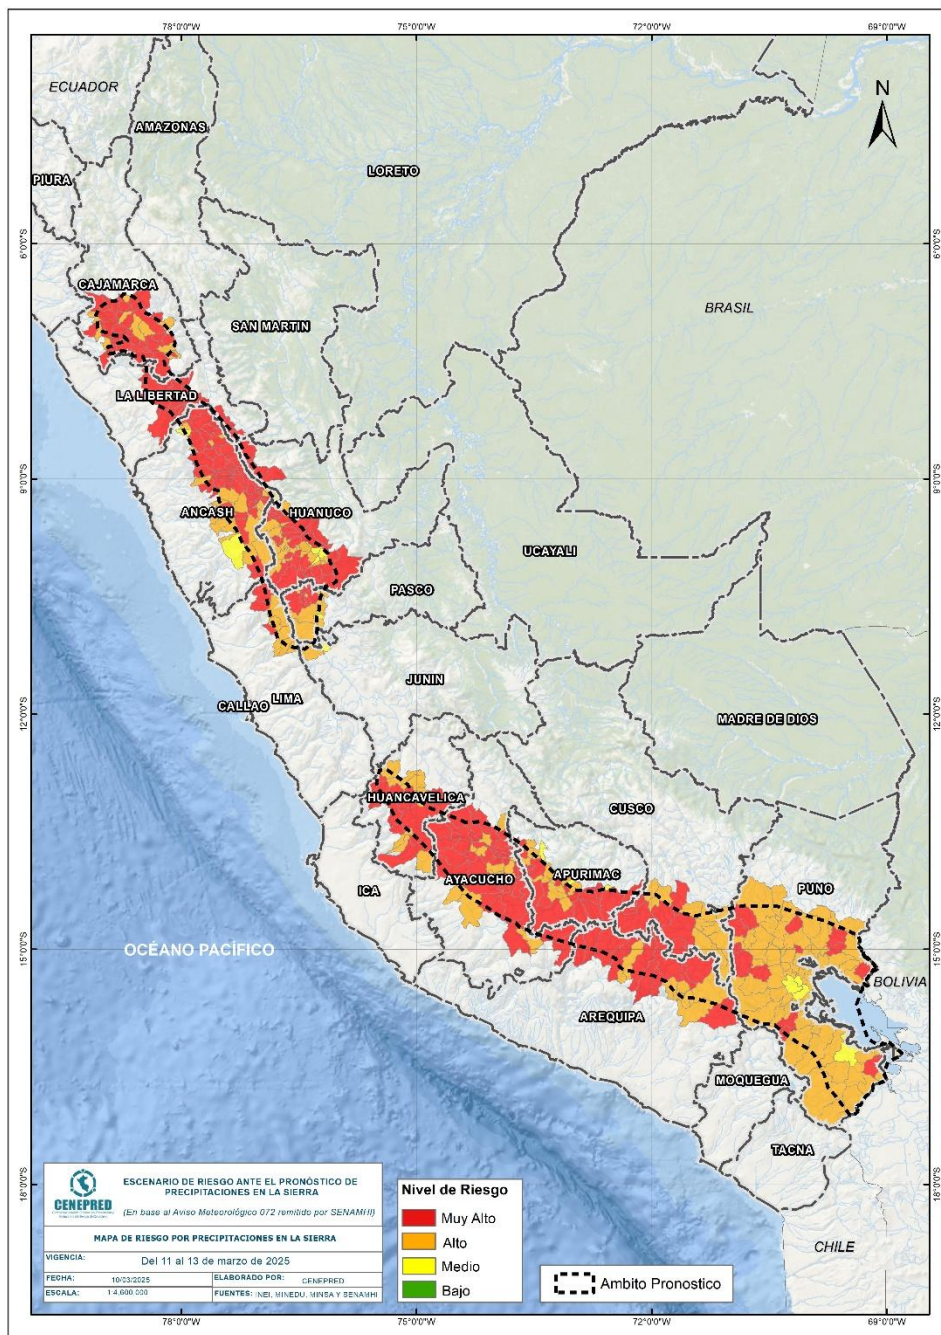 78°0'0"W
75°0'0"W
72°0'0"W
69°0'0"W
ECUADOR
N
AMAZONAS
LORETO
PIURA
6°0'0"S
6°0'0"S
CAJAMARCA
BRASIL
SAN MARTIN
LA LIBERTAD
9°0'0"S
9°0'0"S
ANCASH
HUANUCO
UCAYALI
PASCO
JUNIN
LIMA
CALLAO
12°0'0"S
12°0'0"S
MADRE DE DIOS
HUANCAVELICA
CUSCO
APURIMAC
AYACUCHO
PUNO
ICA
OCÉANO PACÍFICO
15°0'0"S
15°0'0"S
BOLIVIA
AREQUIPA
MOQUEGUA
TACNA
18°0'0"S
18°0'0"S
CHILE
CENEPRED
ESCENARIO DE RIESGO ANTE EL PRONÓSTICO DE
PRECIPITACIONES EN LA SIERRA
(En base al Aviso Meteorológico 072 remitido por SENAMHI)
MAPA DE RIESGO POR PRECIPITACIONES EN LA SIERRA
VIGENCIA: Del 11 al 13 de marzo de 2025
FECHA: 10/03/2025 ELABORADO POR: CENEPRED
ESCALA: 1:4,600,000 FUENTES: INEI, MINEDU, MINSA Y SENAMHI
Nivel de Riesgo
Muy Alto
Alto
Medio
Bajo
Ambito Pronostico
78°0'0"W
75°0'0"W
72°0'0"W
69°0'0"W